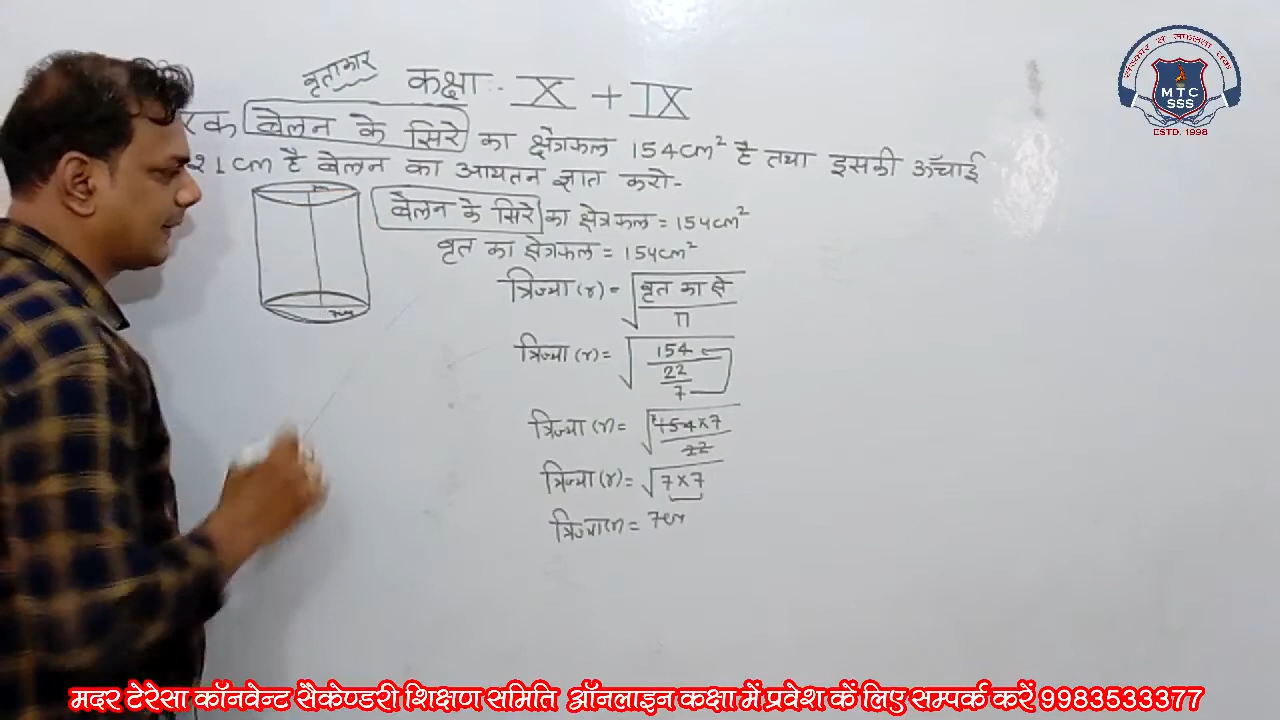 वृताकार
कक्षा :- X + IX
एक बेलन के सिरे का क्षेत्रफल 154cm² है तथा इसकी ऊँचाई
21cm है बेलन का आयतन ज्ञात करो-
बेलन के सिरे का क्षेत्रफल = 154cm²
वृत का क्षेत्रफल = 154cm²
त्रिज्या (r) = √वृत का क्षे/π
त्रिज्या (r) = √154/22/7
त्रिज्या (r) = √154×7/22
त्रिज्या (r) = √7×7
त्रिज्या (r) = 7cm
7cm
MTC
SSS
ESTD. 1998
मदर टेरेसा कॉनवेन्ट सैकेण्डरी शिक्षण समिति ऑनलाइन कक्षा में प्रवेश कें लिए सम्पर्क करें 9983533377